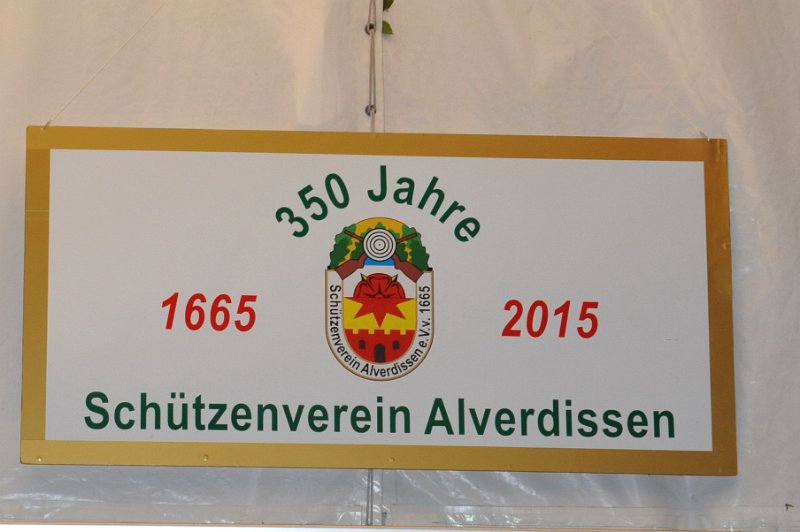 350 Jahre
1665
2015
Schützenverein Alverdissen e.V.v. 1665
Schützenverein Alverdissen